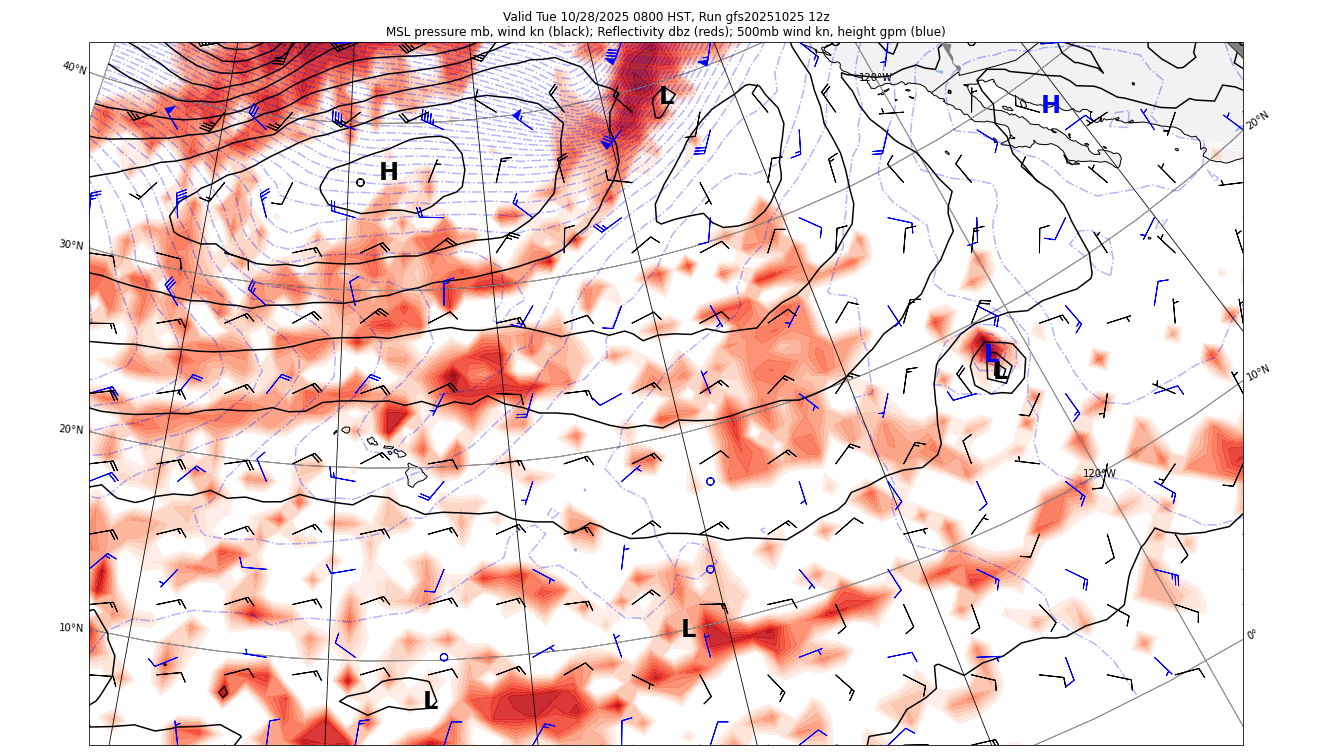 Valid Tue 10/28/2025 0800 HST, Run gfs20251025 12z
MSL pressure mb, wind kn (black); Reflectivity dbz (reds); 500mb wind kn, height gpm (blue)
40°N
120°W
L
H
20°N
H
30°N
L
L
10°N
20°N
120°W
10°N
L
0°
L